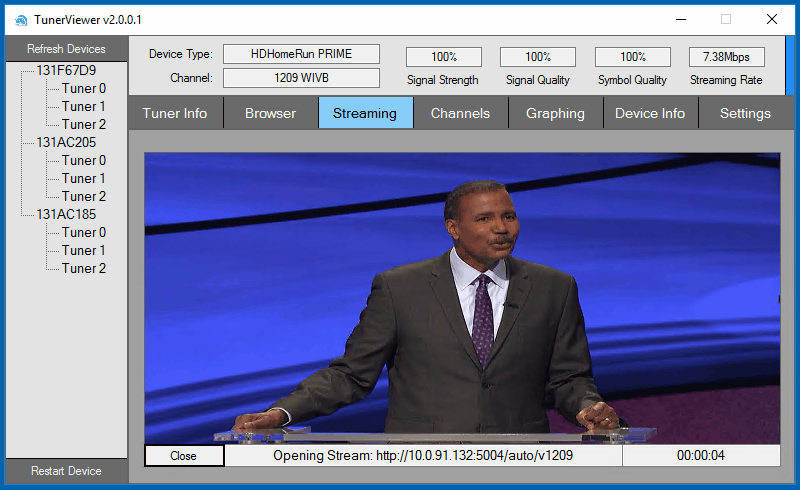 TunerViewer v2.0.0.1
Refresh Devices
131F67D9
Tuner 0
Tuner 1
Tuner 2
131AC205
Tuner 0
Tuner 1
Tuner 2
131AC185
Tuner 0
Tuner 1
Tuner 2
Restart Device
Device Type: HDHomeRun PRIME
Channel: 1209 WIVB
100% 100% 100% 7.38Mbps
Signal Strength Signal Quality Symbol Quality Streaming Rate
Tuner Info Browser Streaming Channels Graphing Device Info Settings
Close Opening Stream: http://10.0.91.132:5004/auto/v1209 00:00:04